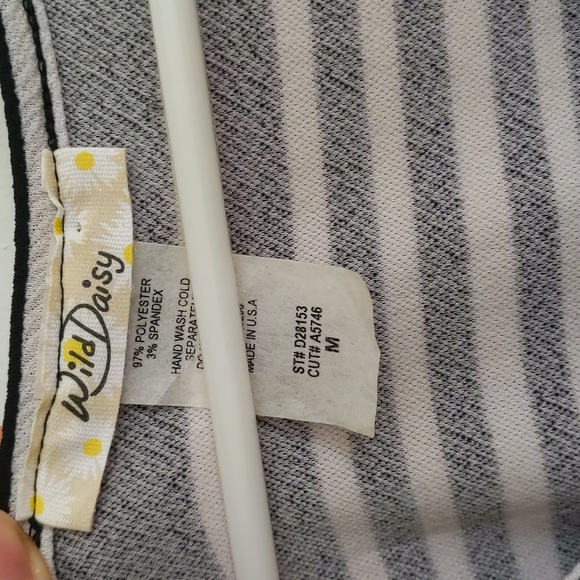 Wild Daisy
97% POLYESTER
3% SPANDEX
HAND WASH COLD
SEPARATE
MADE IN U.S.A
ST# D28153
CUT# A5746
M